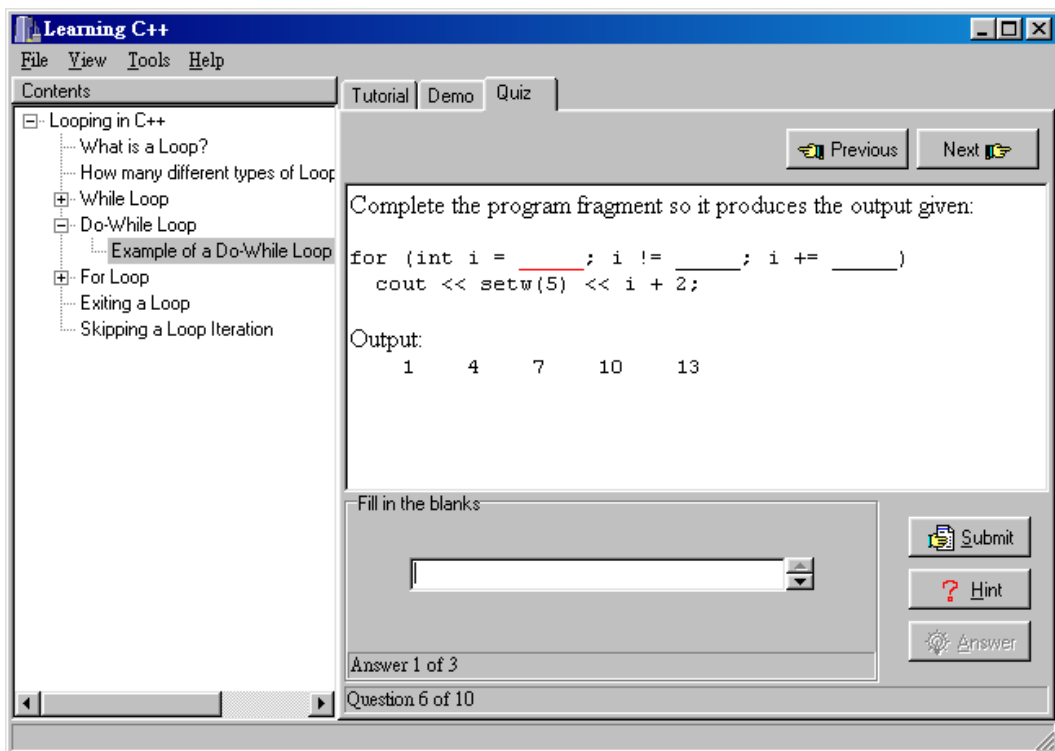 Learning C++
File View Tools Help
Contents
Looping in C++
What is a Loop?
How many different types of Loop
While Loop
Do-While Loop
Example of a Do-While Loop
For Loop
Exiting a Loop
Skipping a Loop Iteration
Tutorial Demo Quiz
Previous Next
Complete the program fragment so it produces the output given:
for (int i = _____; i != _____; i += _____)
cout << setw(5) << i + 2;
Output:
1 4 7 10 13
Fill in the blanks
Submit
? Hint
Answer
Answer 1 of 3
Question 6 of 10